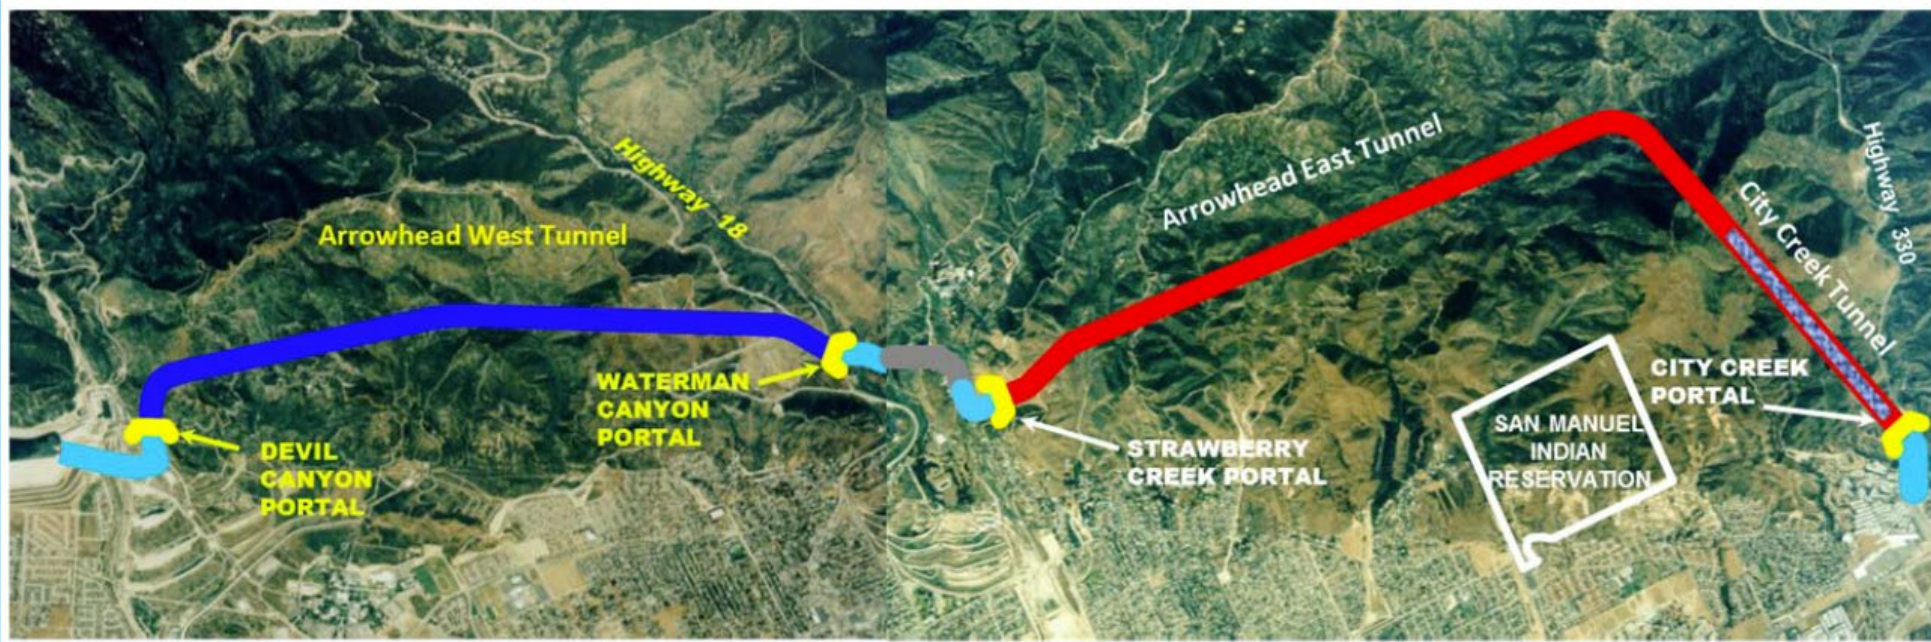 Highway 18
Arrowhead West Tunnel
WATERMAN
CANYON
PORTAL
DEVIL
CANYON
PORTAL
Arrowhead East Tunnel
City Creek Tunnel
Highway 330
STRAWBERRY
CREEK PORTAL
SAN MANUEL
INDIAN
RESERVATION
CITY CREEK
PORTAL